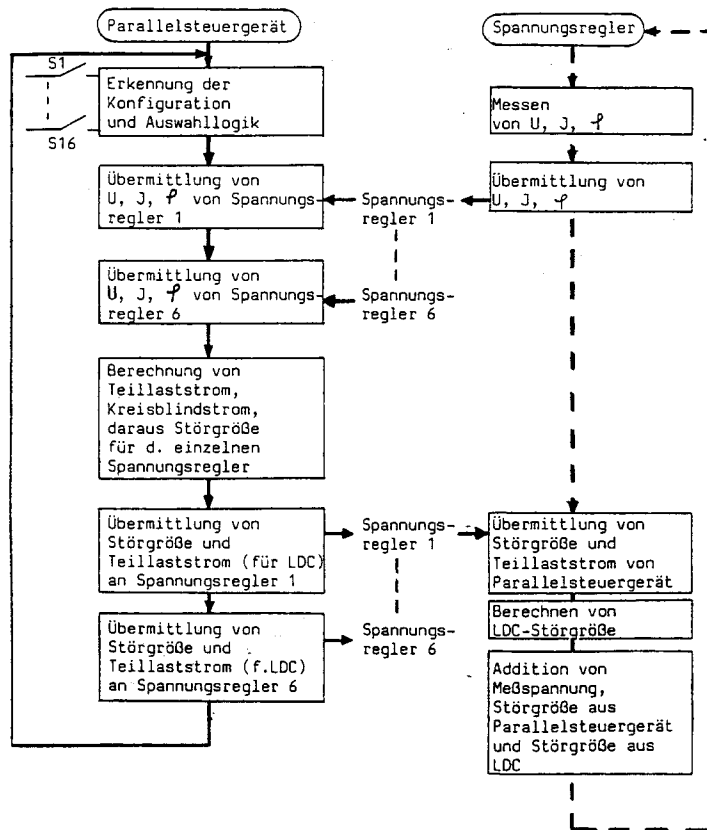 Parallelsteuergerät
S1
S16
Erkennung der
Konfiguration
und Auswahllogik
Übermittlung von
U, J, φ von Spannungs-
regler 1
Übermittlung von
U, J, φ von Spannungs-
regler 6
Berechnung von
Teillaststrom,
Kreisblindstrom,
daraus Störgröße
für d. einzelnen
Spannungsregler
Übermittlung von
Störgröße und
Teillaststrom (für LDC)
an Spannungsregler 1
Übermittlung von
Störgröße und
Teillaststrom (f.LDC)
an Spannungsregler 6
Spannungs-
regler 1
Spannungs-
regler 6
Spannungs-
regler 1
Spannungs-
regler 6
Spannungsregler
Messen
von U, J, φ
Übermittlung von
U, J, φ
Übermittlung von
Störgröße und
Teillaststrom von
Parallelsteuergerät
Berechnen von
LDC-Störgröße
Addition von
Meßspannung,
Störgröße aus
Parallelsteuergerät
und Störgröße aus
LDC